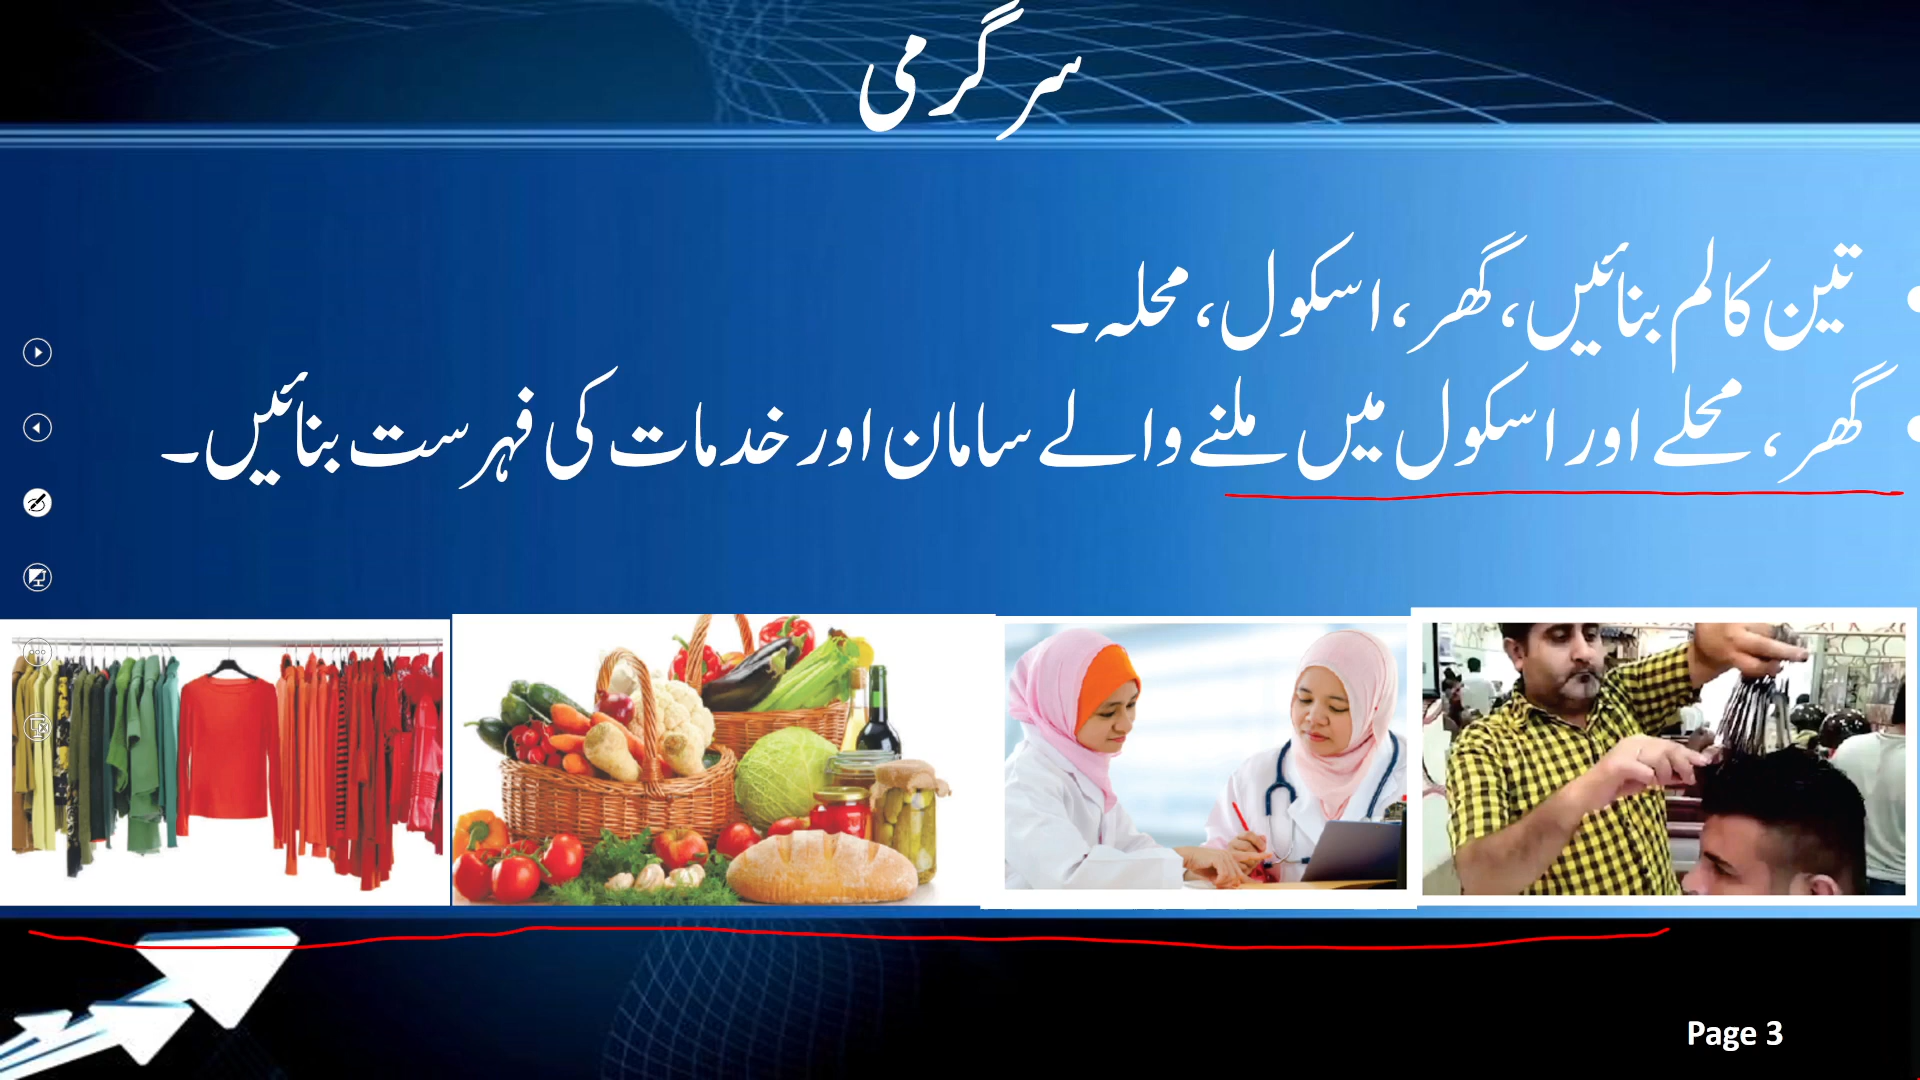 سرگرمی
تین کالم بنائیں، گھر، اسکول، محلہ۔
گھر، محلے اور اسکول میں ملنے والے سامان اور خدمات کی فہرست بنائیں۔
Page 3